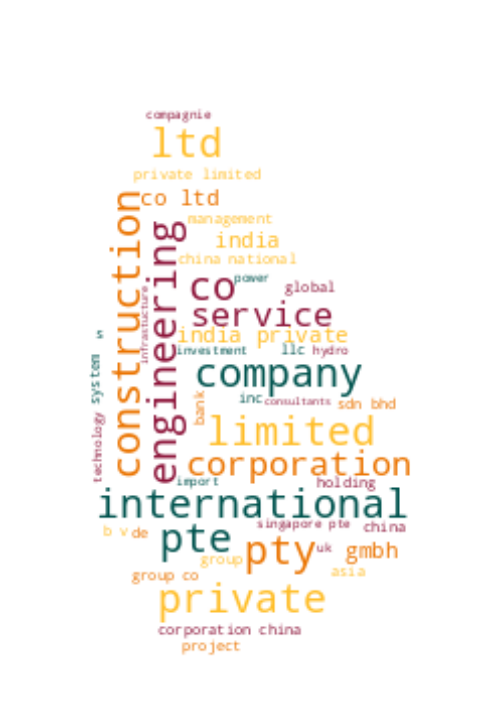 compagnie
ltd
private limited
co ltd
construction
management
engineering
india
china national
power
co
global
service
infrastucture
india private
s
investment
llc
hydro
system
company
inc
consultants
bank
sdn bhd
technology
limited
corporation
import
holding
international
singapore pte
china
b v
de
pte
pty
uk
gmbh
group
asia
group co
private
corporation china
project